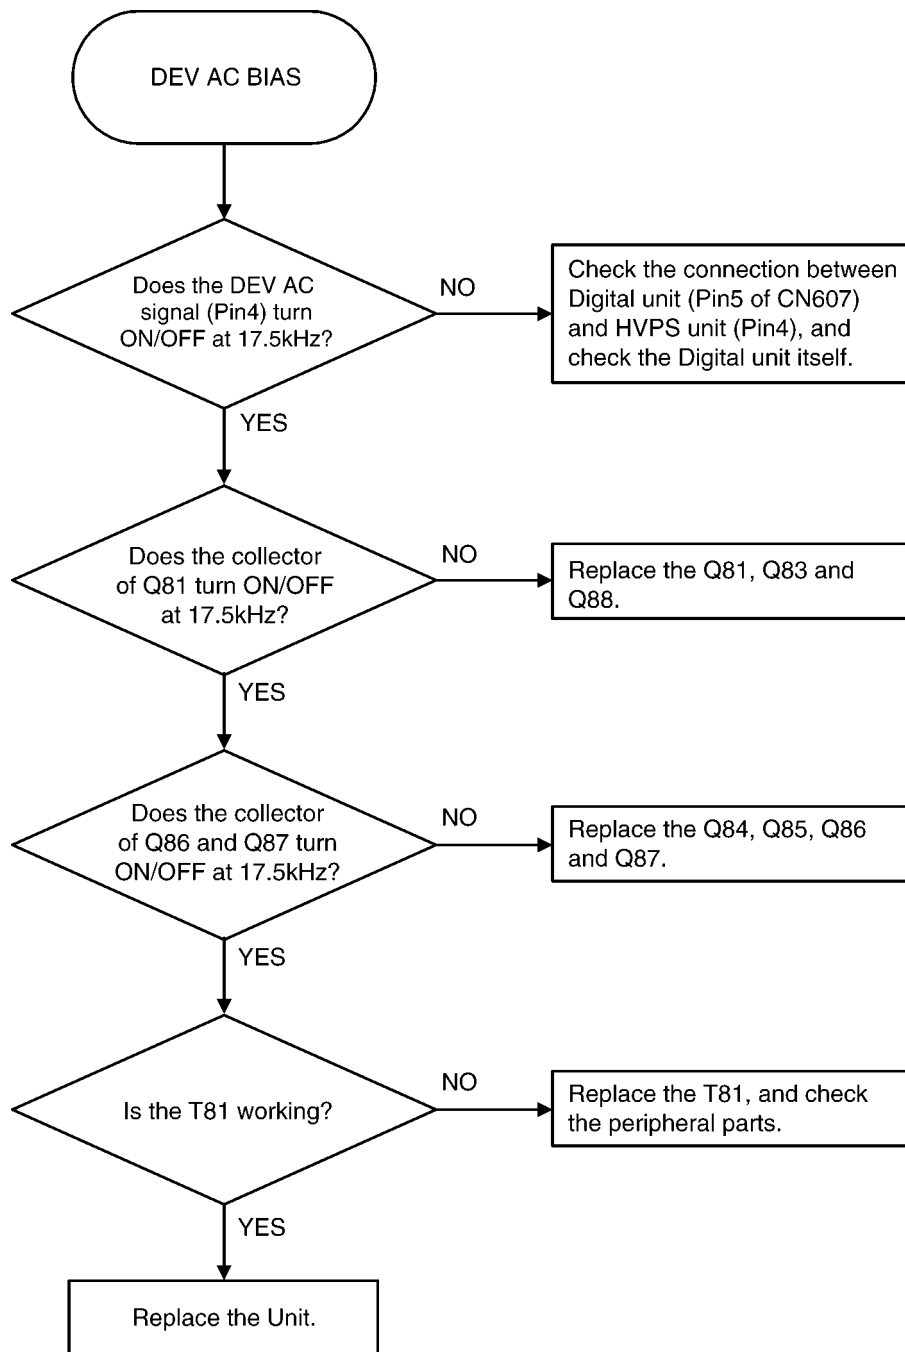 DEV AC BIAS
Does the DEV AC
signal (Pin4) turn
ON/OFF at 17.5kHz?
NO
Check the connection between
Digital unit (Pin5 of CN607)
and HVPS unit (Pin4), and
check the Digital unit itself.
YES
Does the collector
of Q81 turn ON/OFF
at 17.5kHz?
NO
Replace the Q81, Q83 and
Q88.
YES
Does the collector
of Q86 and Q87 turn
ON/OFF at 17.5kHz?
NO
Replace the Q84, Q85, Q86
and Q87.
YES
Is the T81 working?
NO
Replace the T81, and check
the peripheral parts.
YES
Replace the Unit.